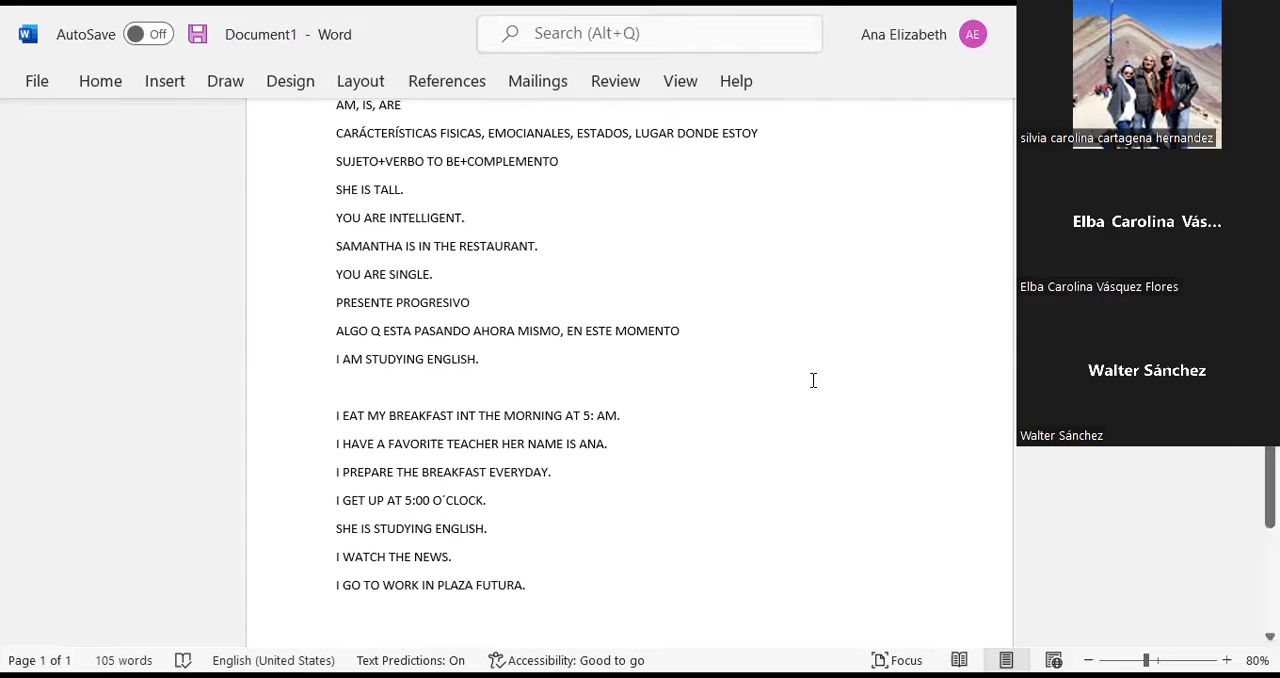 AutoSave Off Document1 - Word Search (Alt+Q) Ana Elizabeth AE
File Home Insert Draw Design Layout References Mailings Review View Help
AM, IS, ARE
CARÁCTERÍSTICAS FISICAS, EMOCIANALES, ESTADOS, LUGAR DONDE ESTOY
SUJETO+VERBO TO BE+COMPLEMENTO
SHE IS TALL.
YOU ARE INTELLIGENT.
SAMANTHA IS IN THE RESTAURANT.
YOU ARE SINGLE.
PRESENTE PROGRESIVO
ALGO Q ESTA PASANDO AHORA MISMO, EN ESTE MOMENTO
I AM STUDYING ENGLISH.
I EAT MY BREAKFAST INT THE MORNING AT 5: AM.
I HAVE A FAVORITE TEACHER HER NAME IS ANA.
I PREPARE THE BREAKFAST EVERYDAY.
I GET UP AT 5:00 O´CLOCK.
SHE IS STUDYING ENGLISH.
I WATCH THE NEWS.
I GO TO WORK IN PLAZA FUTURA.
silvia carolina cartagena hernandez
Elba Carolina Vás...
Elba Carolina Vásquez Flores
Walter Sánchez
Walter Sánchez
Page 1 of 1 105 words English (United States) Text Predictions: On Accessibility: Good to go Focus 80%